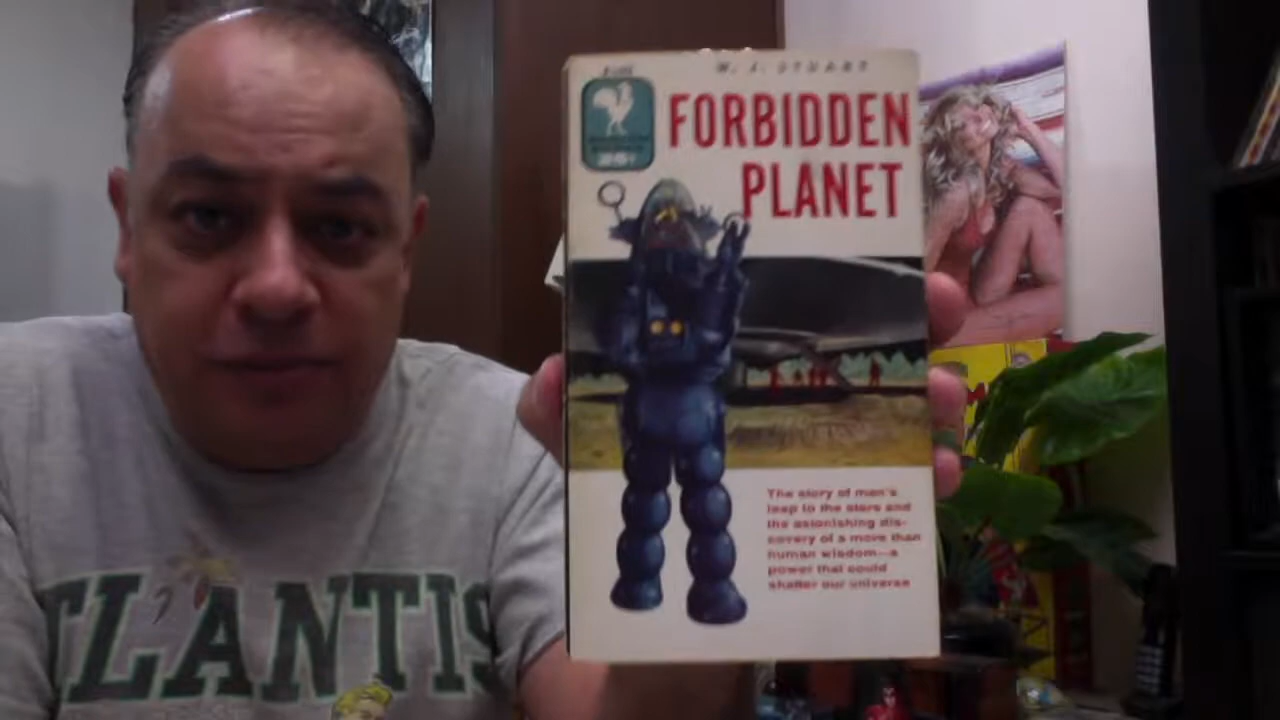 W. J. STUART
FORBIDDEN
PLANET
The story of man's
leap to the stars and
the astonishing dis-
covery of a more than
human wisdom—a
power that could
shatter our universe
TLANTIS